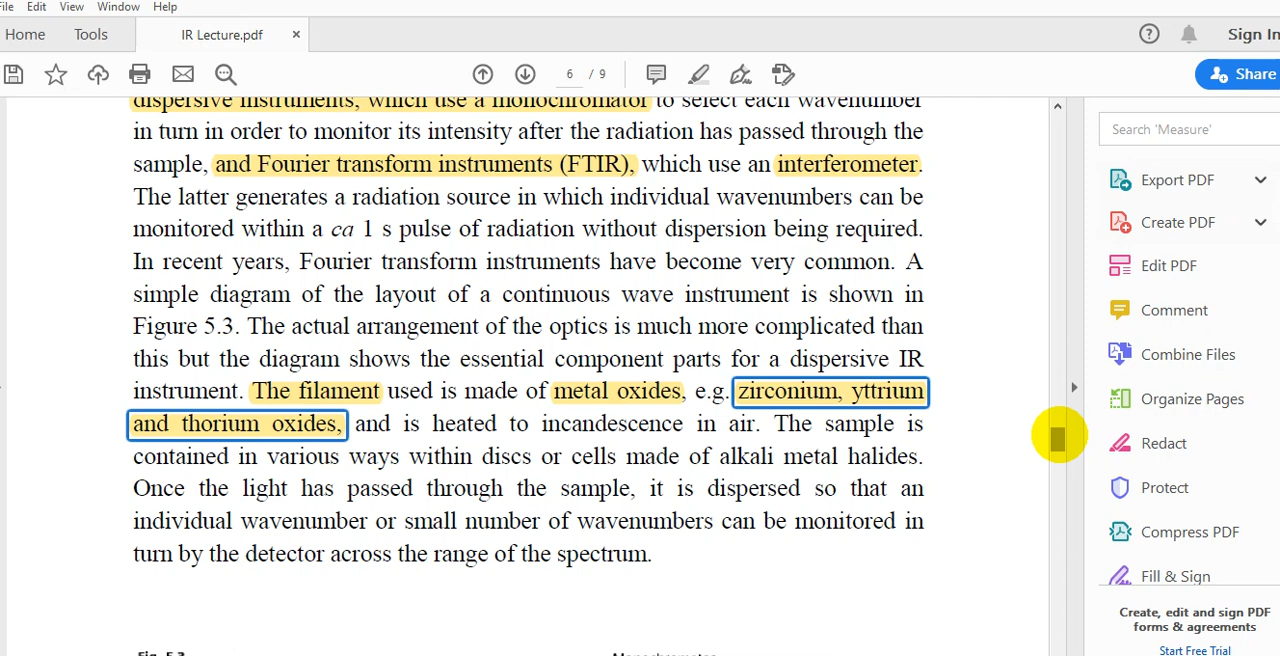 File Edit View Window Help
Home Tools IR Lecture.pdf × Sign In
6 / 9 Share
dispersive instruments, which use a monochromator to select each wavenumber
in turn in order to monitor its intensity after the radiation has passed through the
sample, and Fourier transform instruments (FTIR), which use an interferometer.
The latter generates a radiation source in which individual wavenumbers can be
monitored within a ca 1 s pulse of radiation without dispersion being required.
In recent years, Fourier transform instruments have become very common. A
simple diagram of the layout of a continuous wave instrument is shown in
Figure 5.3. The actual arrangement of the optics is much more complicated than
this but the diagram shows the essential component parts for a dispersive IR
instrument. The filament used is made of metal oxides, e.g. zirconium, yttrium
and thorium oxides, and is heated to incandescence in air. The sample is
contained in various ways within discs or cells made of alkali metal halides.
Once the light has passed through the sample, it is dispersed so that an
individual wavenumber or small number of wavenumbers can be monitored in
turn by the detector across the range of the spectrum.
Fig. 5.3 Monochromator
Search 'Measure'
Export PDF
Create PDF
Edit PDF
Comment
Combine Files
Organize Pages
Redact
Protect
Compress PDF
Fill & Sign
Create, edit and sign PDF
forms & agreements
Start Free Trial